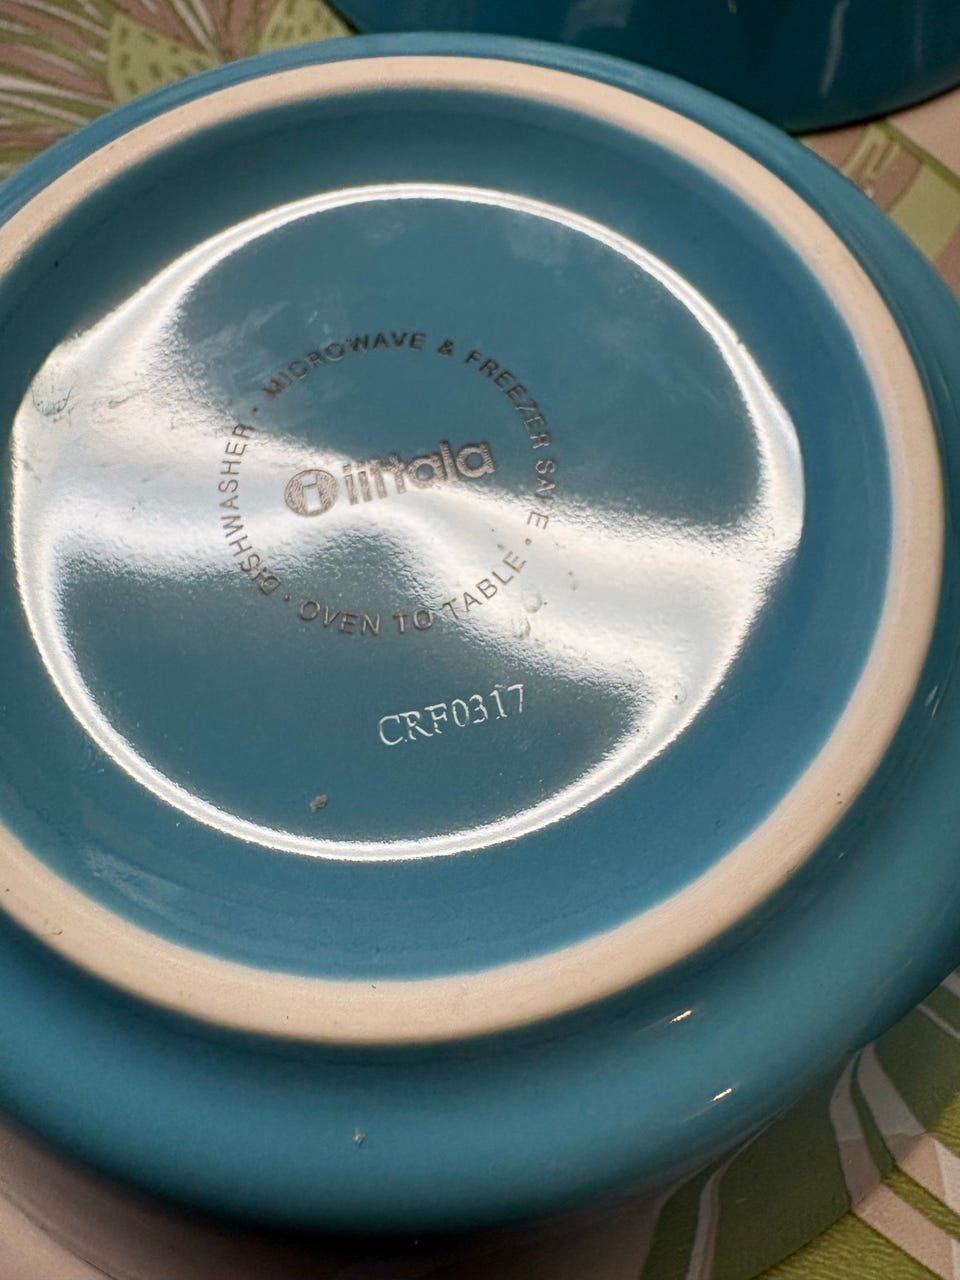 MICROWAVE & FREEZER SAFE · OVEN TO TABLE · DISHWASHER ·
i iittala
CRF0317